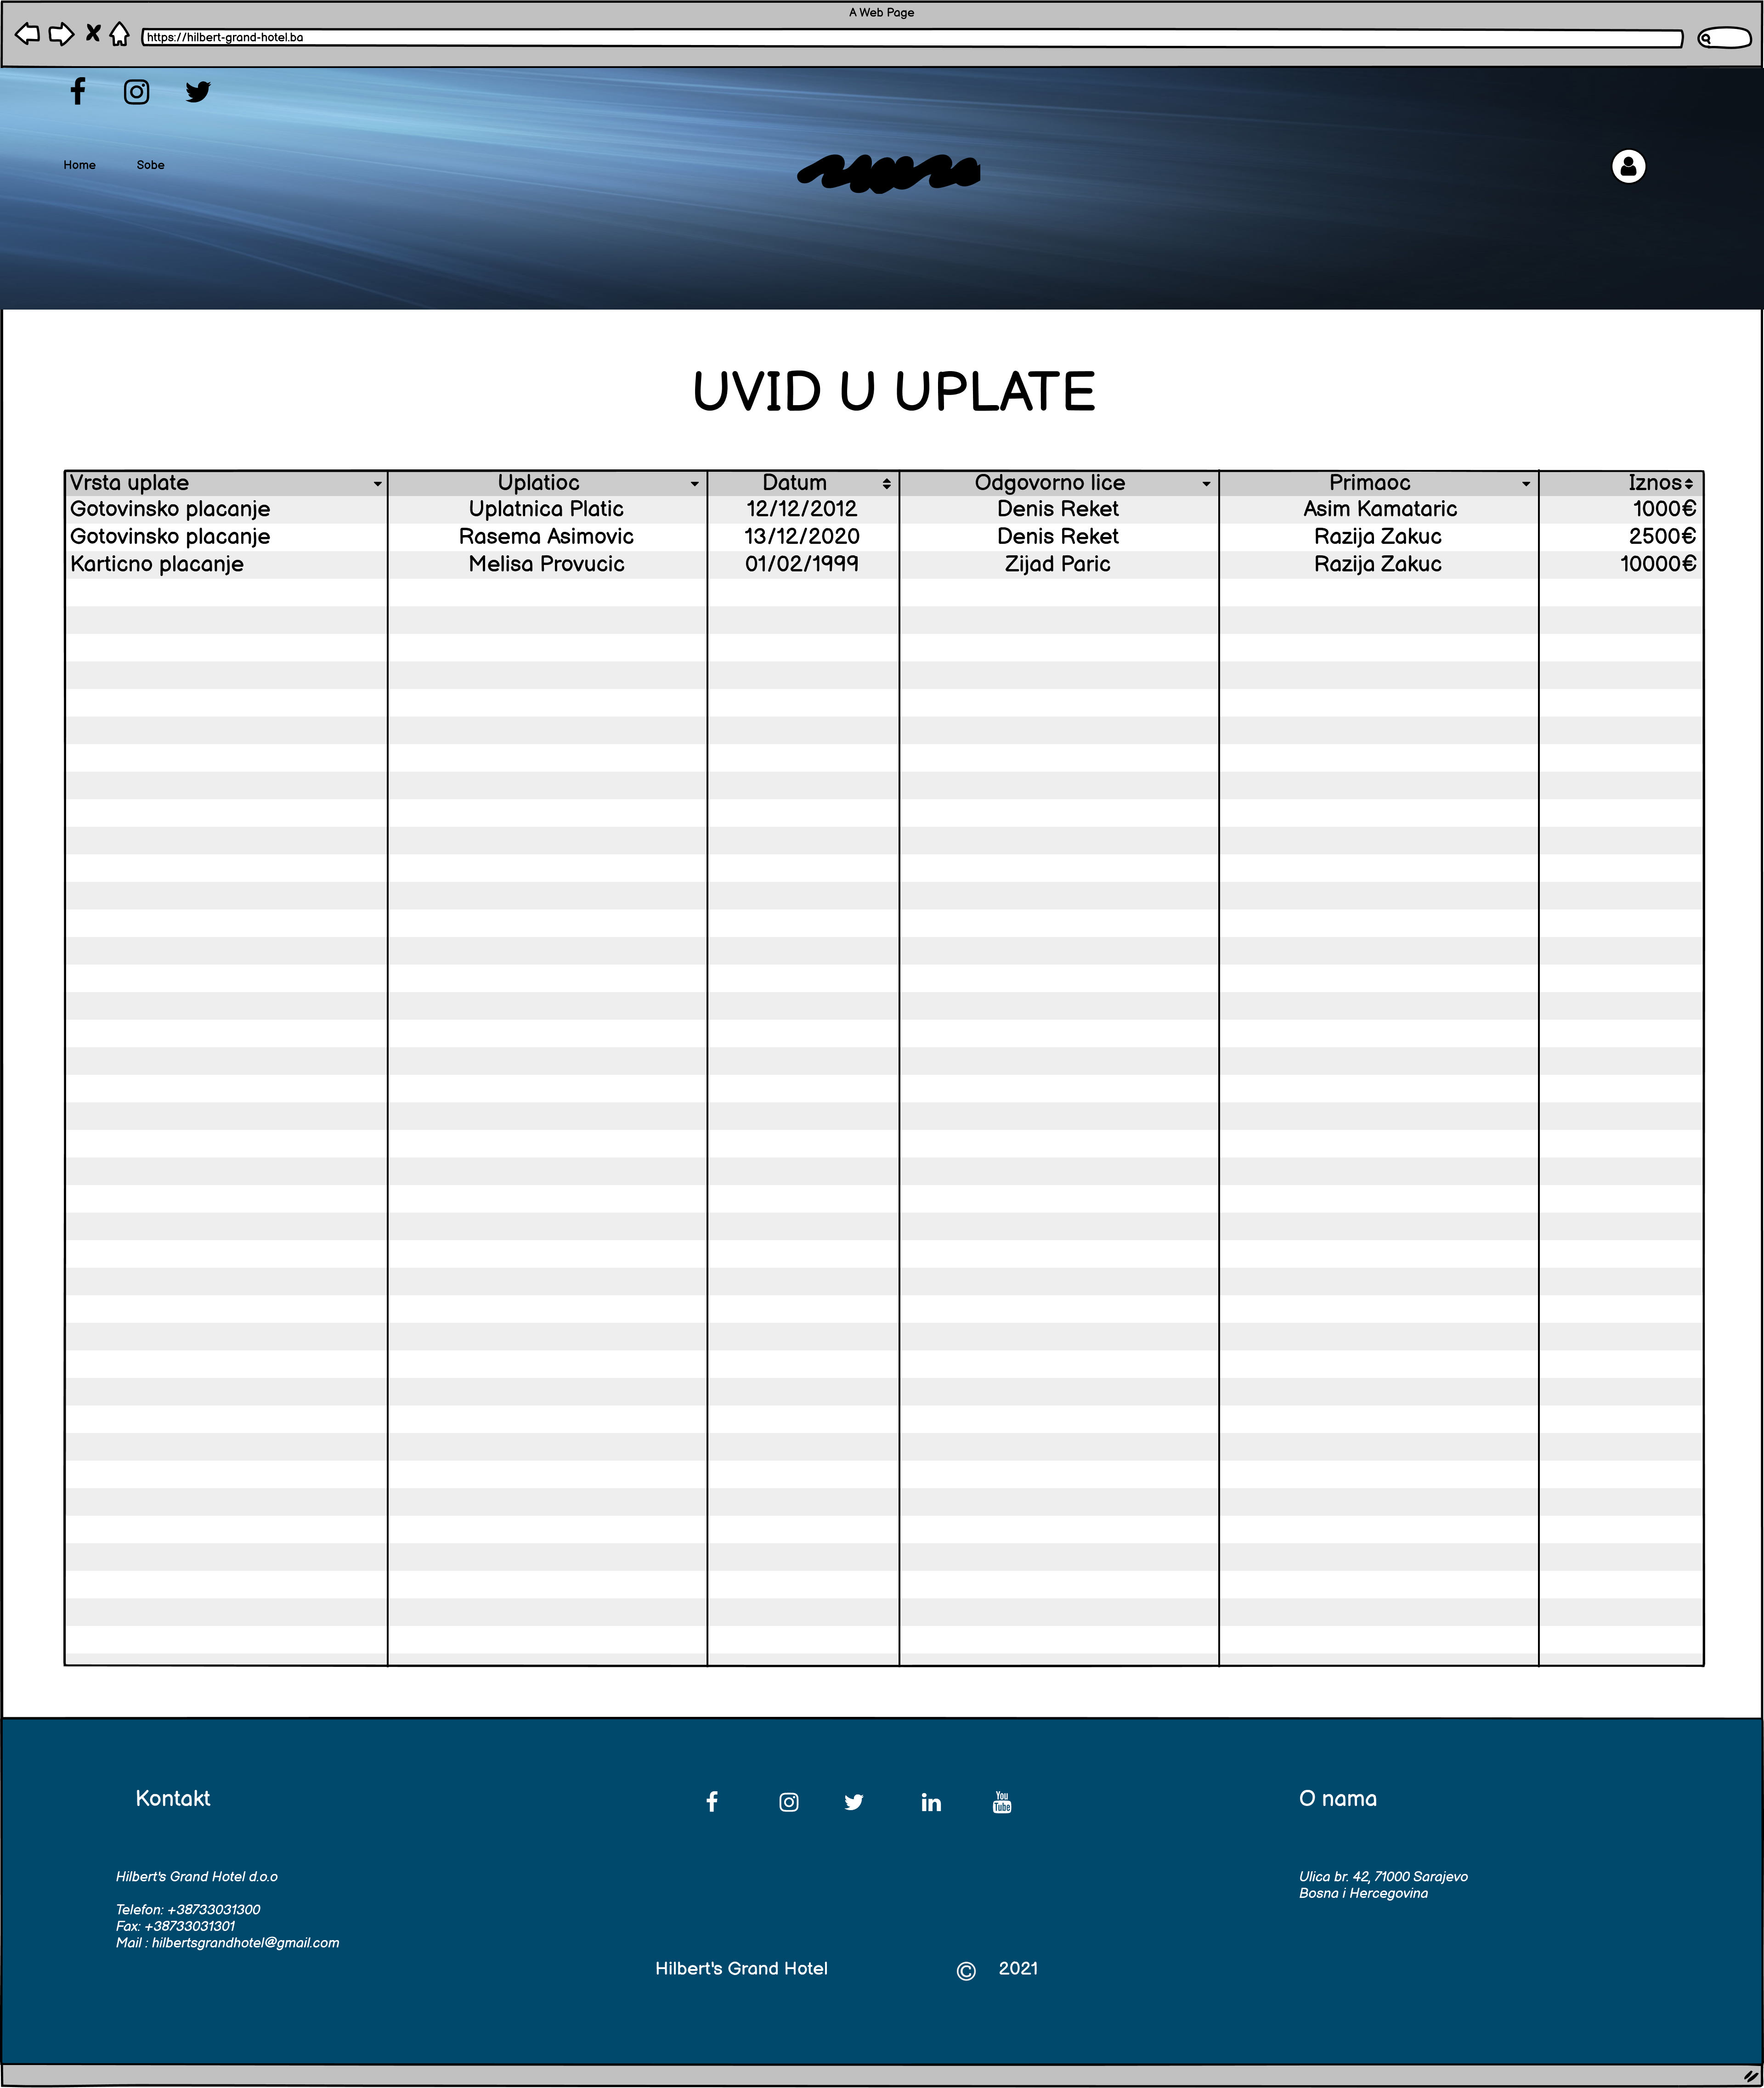 A Web Page
https://hilbert-grand-hotel.ba
Home Sobe
UVID U UPLATE
Vrsta uplate Uplatioc Datum Odgovorno lice Primaoc Iznos
Gotovinsko placanje Uplatnica Platic 12/12/2012 Denis Reket Asim Kamataric 1000€
Gotovinsko placanje Rasema Asimovic 13/12/2020 Denis Reket Razija Zakuc 2500€
Karticno placanje Melisa Provucic 01/02/1999 Zijad Paric Razija Zakuc 10000€
Kontakt
You
Tube
O nama
Hilbert's Grand Hotel d.o.o
Telefon: +38733031300
Fax: +38733031301
Mail : hilbertsgrandhotel@gmail.com
Ulica br. 42, 71000 Sarajevo
Bosna i Hercegovina
Hilbert's Grand Hotel © 2021